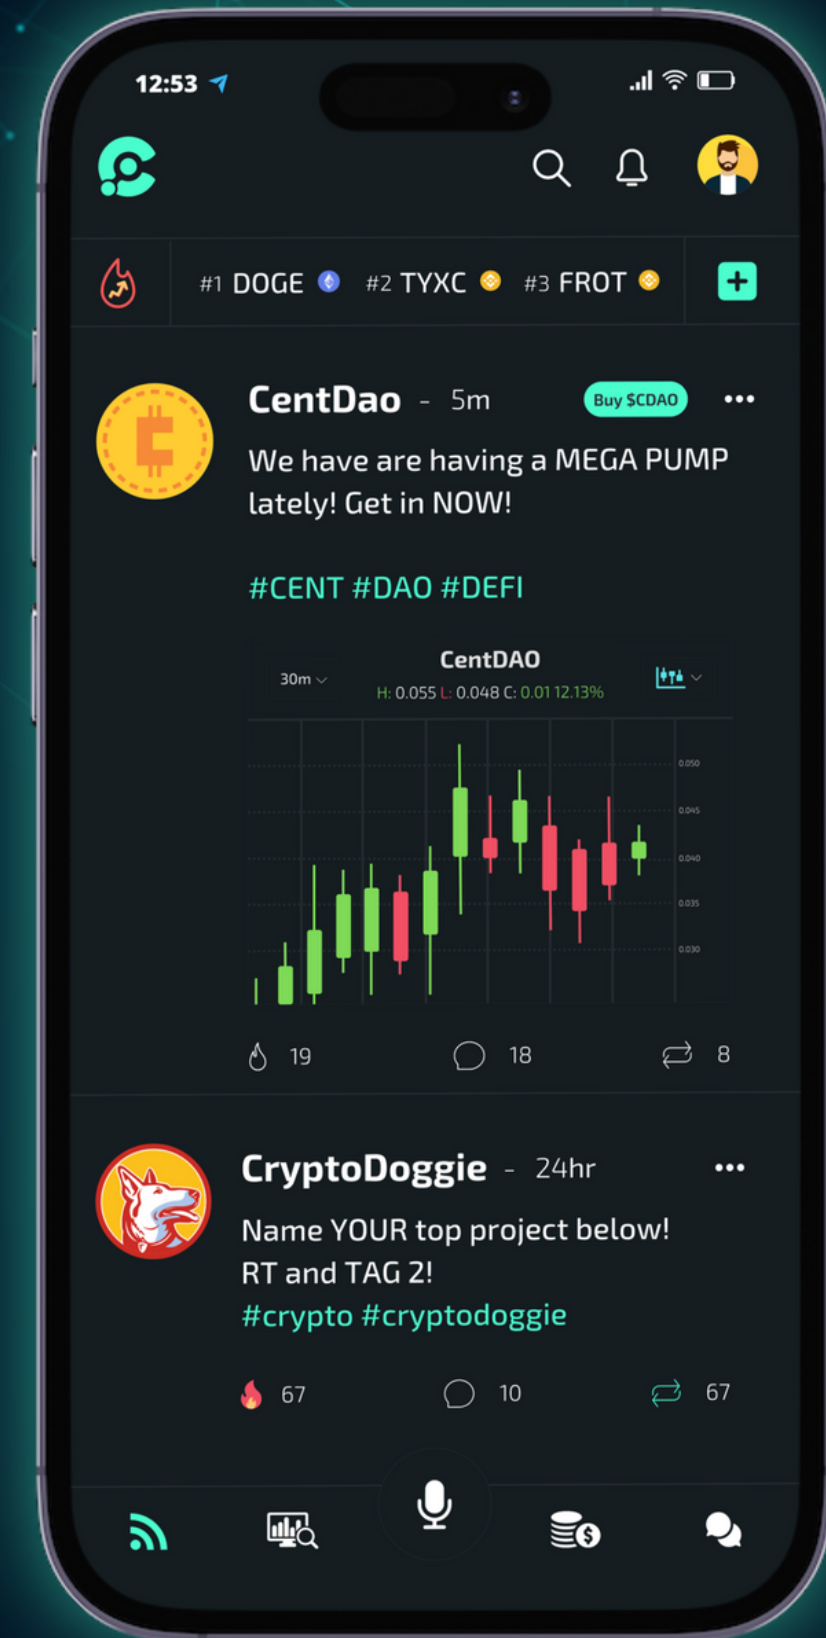 12:53
#1 DOGE #2 TYXC #3 FROT
CentDao - 5m
Buy $CDAO
We have are having a MEGA PUMP
lately! Get in NOW!
#CENT #DAO #DEFI
CentDAO
30m
H: 0.055 L: 0.048 C: 0.01 12.13%
0.050
0.045
0.040
0.035
0.030
19 18 8
CryptoDoggie - 24hr
Name YOUR top project below!
RT and TAG 2!
#crypto #cryptodoggie
67 10 67